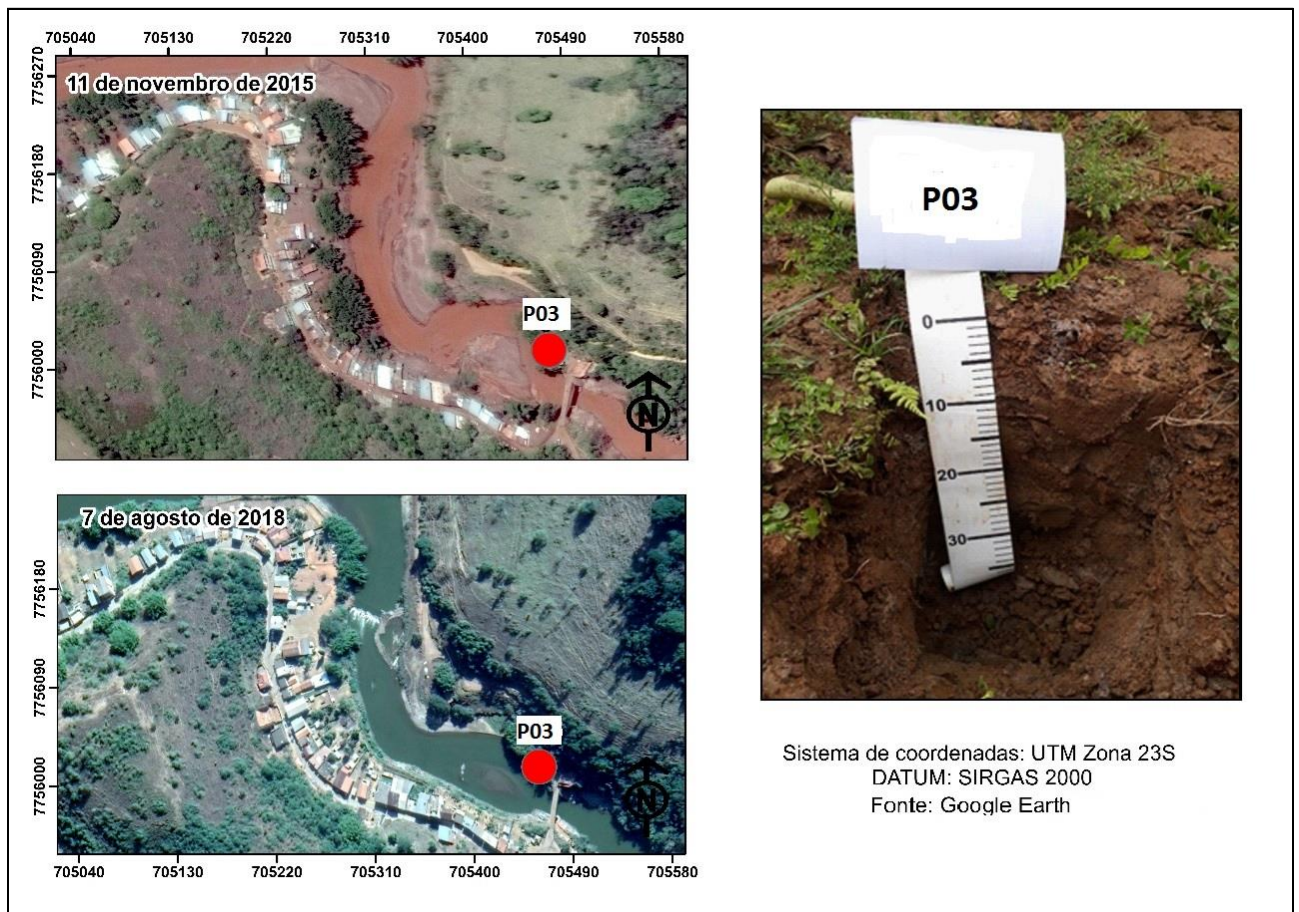 705040 705130 705220 705310 705400 705490 705580
7756270
7756180
7756090
7756000
11 de novembro de 2015
P03
N
7 de agosto de 2018
7756180
7756090
7756000
P03
N
705040 705130 705220 705310 705400 705490 705580
P03
0
10
20
30
Sistema de coordenadas: UTM Zona 23S
DATUM: SIRGAS 2000
Fonte: Google Earth